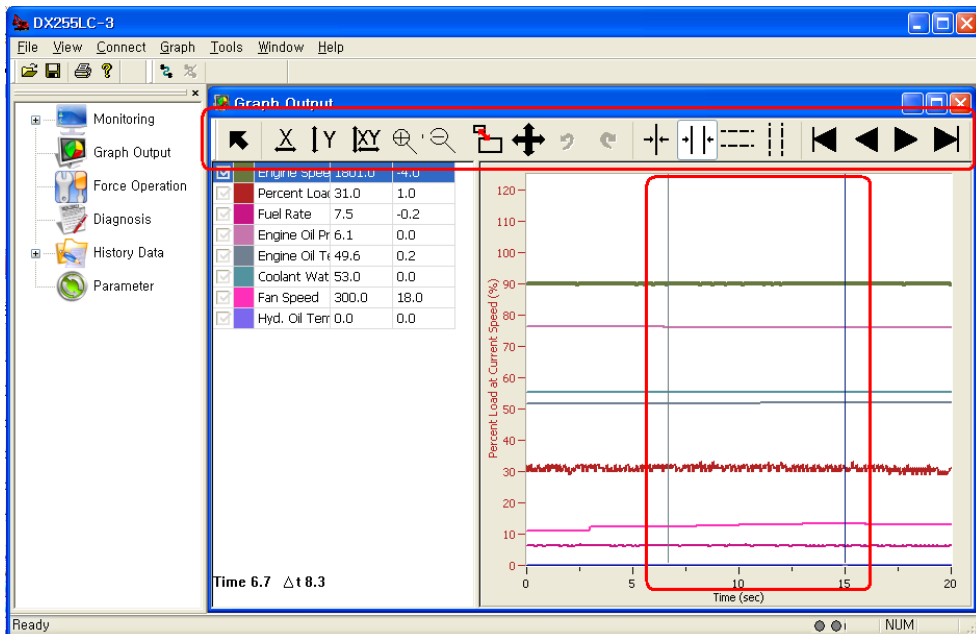 DX255LC-3
File View Connect Graph Tools Window Help
Monitoring
Graph Output
Force Operation
Diagnosis
History Data
Parameter
Graph Output
X Y XY
Engine Spee 1801.0 -4.0
Percent Loa 31.0 1.0
Fuel Rate 7.5 -0.2
Engine Oil Pr 6.1 0.0
Engine Oil Te 49.6 0.2
Coolant Wat 53.0 0.0
Fan Speed 300.0 18.0
Hyd. Oil Tem 0.0 0.0
Time 6.7 △t 8.3
Percent Load at Current Speed (%)
120
110
100
90
80
70
60
50
40
30
20
10
0
0 5 10 15 20
Time (sec)
Ready NUM